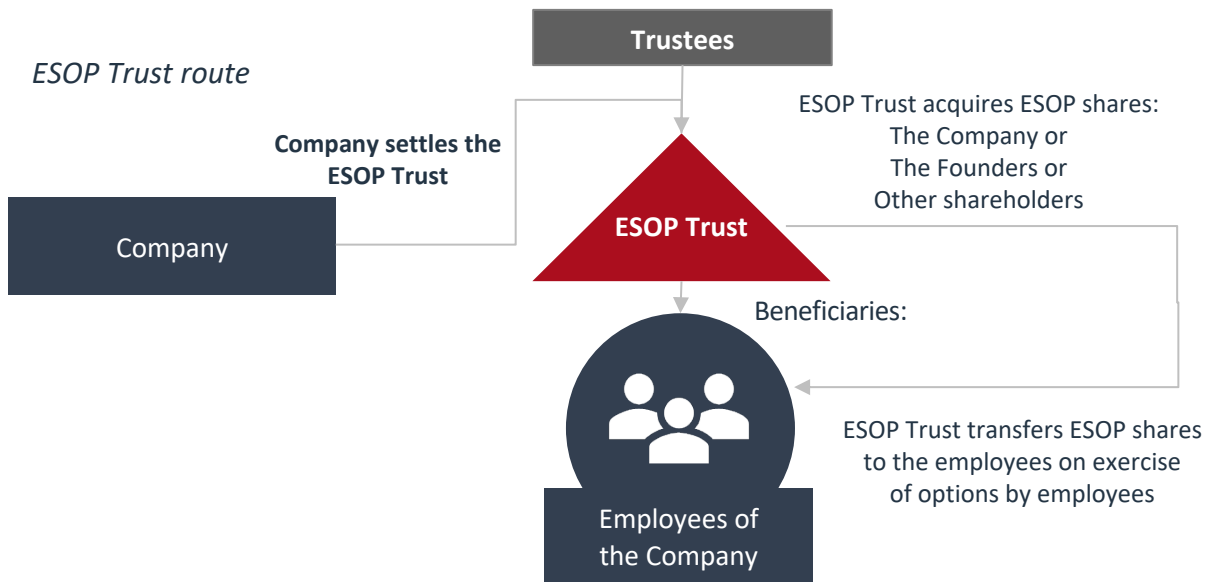 Trustees
ESOP Trust route
ESOP Trust acquires ESOP shares:
The Company or
The Founders or
Other shareholders
Company settles the
ESOP Trust
ESOP Trust
Company
Beneficiaries:
ESOP Trust transfers ESOP shares
to the employees on exercise
of options by employees
Employees of
the Company